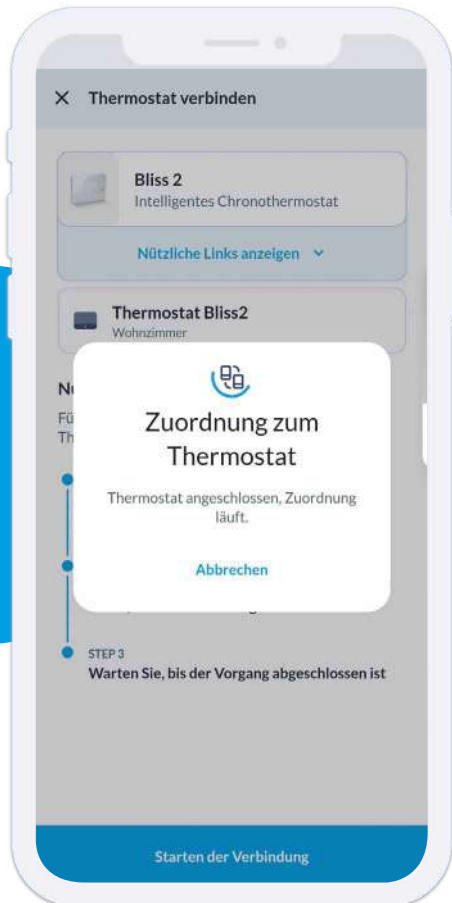 Thermostat verbinden
Bliss 2
Intelligentes Chronothermostat
Nützliche Links anzeigen
Thermostat Bliss2
Wohnzimmer
Zuordnung zum
Thermostat
Thermostat angeschlossen, Zuordnung
läuft.
Abbrechen
STEP 3
Warten Sie, bis der Vorgang abgeschlossen ist
Starten der Verbindung